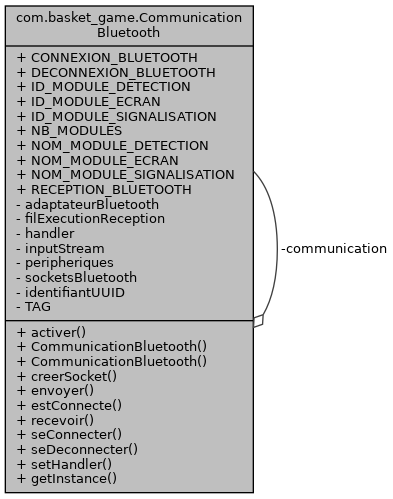 com.basket_game.Communication
Bluetooth
+ CONNEXION_BLUETOOTH
+ DECONNEXION_BLUETOOTH
+ ID_MODULE_DETECTION
+ ID_MODULE_ECRAN
+ ID_MODULE_SIGNALISATION
+ NB_MODULES
+ NOM_MODULE_DETECTION
+ NOM_MODULE_ECRAN
+ NOM_MODULE_SIGNALISATION
+ RECEPTION_BLUETOOTH
- adaptateurBluetooth
- filExecutionReception
- handler
- inputStream
- peripheriques
- socketsBluetooth
- identifiantUUID
- TAG
-communication
+ activer()
+ CommunicationBluetooth()
+ CommunicationBluetooth()
+ creerSocket()
+ envoyer()
+ estConnecte()
+ recevoir()
+ seConnecter()
+ seDeconnecter()
+ setHandler()
+ getInstance()